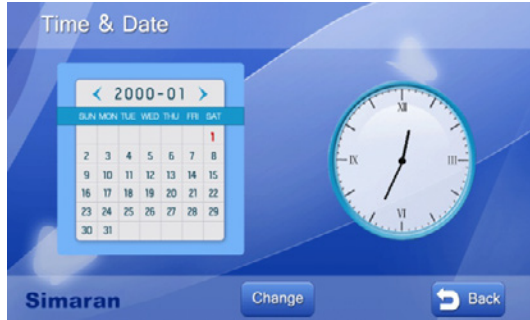 Time & Date
< 2000-01 >
SUN MON TUE WED THU FRI SAT
1
2 3 4 5 6 7 8
9 10 11 12 13 14 15
16 17 18 19 20 21 22
23 24 25 26 27 28 29
30 31
XII
IX III
VI
Simaran
Change
Back